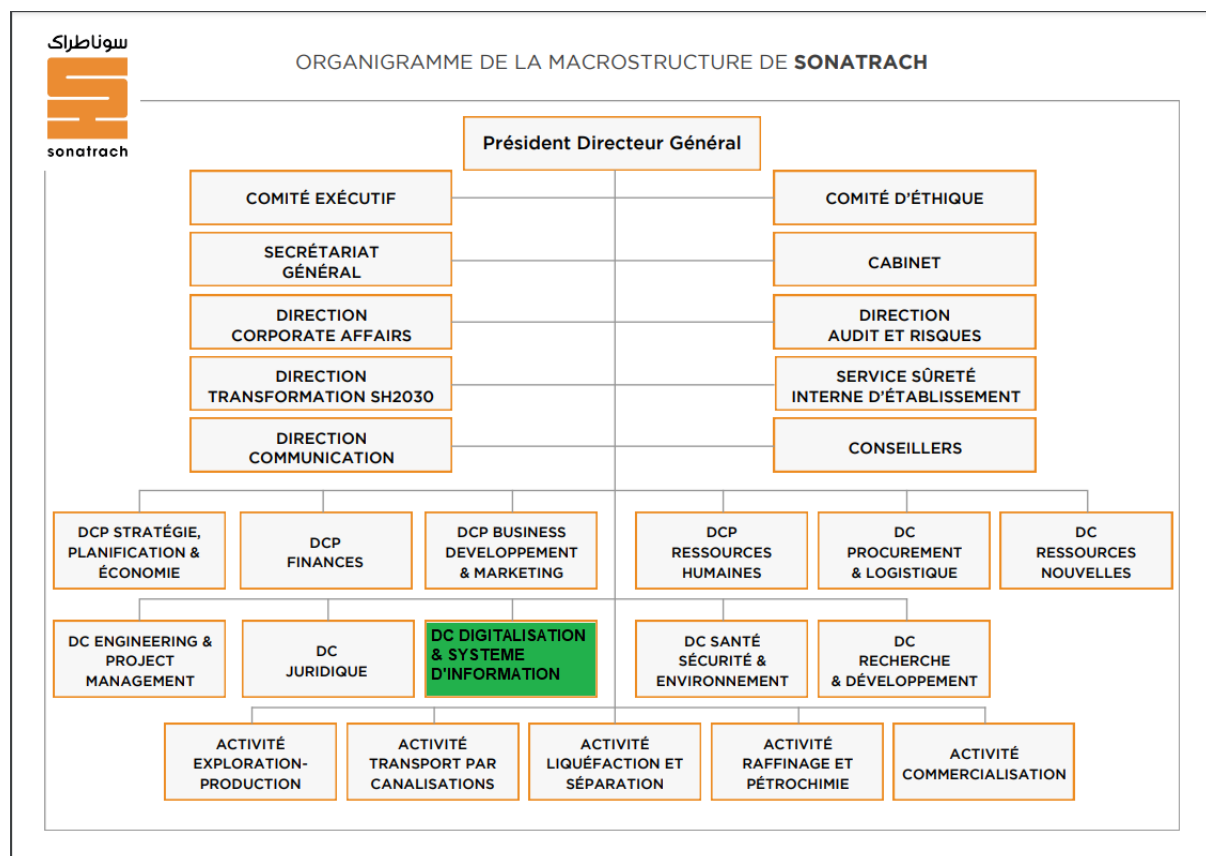 سوناطراك
sonatrach
ORGANIGRAMME DE LA MACROSTRUCTURE DE SONATRACH
Président Directeur Général
COMITÉ EXÉCUTIF
COMITÉ D'ÉTHIQUE
SECRÉTARIAT
GÉNÉRAL
CABINET
DIRECTION
CORPORATE AFFAIRS
DIRECTION
AUDIT ET RISQUES
DIRECTION
TRANSFORMATION SH2030
SERVICE SÛRETÉ
INTERNE D'ÉTABLISSEMENT
DIRECTION
COMMUNICATION
CONSEILLERS
DCP STRATÉGIE,
PLANIFICATION &
ÉCONOMIE
DCP
FINANCES
DCP BUSINESS
DEVELOPPEMENT
& MARKETING
DCP
RESSOURCES
HUMAINES
DC
PROCUREMENT
& LOGISTIQUE
DC
RESSOURCES
NOUVELLES
DC ENGINEERING &
PROJECT
MANAGEMENT
DC
JURIDIQUE
DC DIGITALISATION
& SYSTEME
D'INFORMATION
DC SANTÉ
SÉCURITÉ &
ENVIRONNEMENT
DC
RECHERCHE
& DÉVELOPPEMENT
ACTIVITÉ
EXPLORATION-
PRODUCTION
ACTIVITÉ
TRANSPORT PAR
CANALISATIONS
ACTIVITÉ
LIQUÉFACTION ET
SÉPARATION
ACTIVITÉ
RAFFINAGE ET
PÉTROCHIMIE
ACTIVITÉ
COMMERCIALISATION